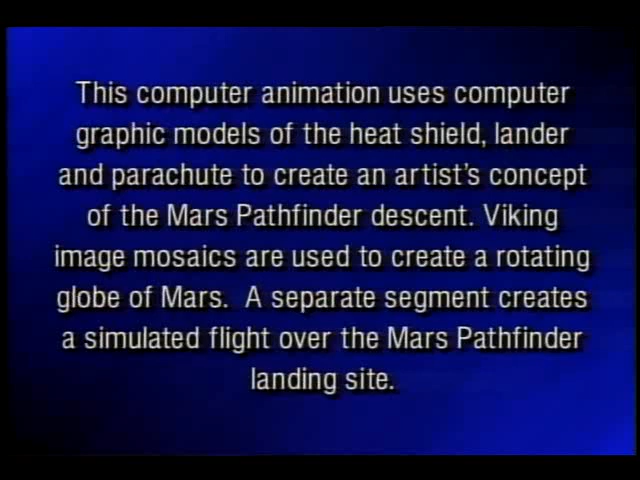 This computer animation uses computer
graphic models of the heat shield, lander
and parachute to create an artist's concept
of the Mars Pathfinder descent. Viking
image mosaics are used to create a rotating
globe of Mars.  A separate segment creates
a simulated flight over the Mars Pathfinder
landing site.